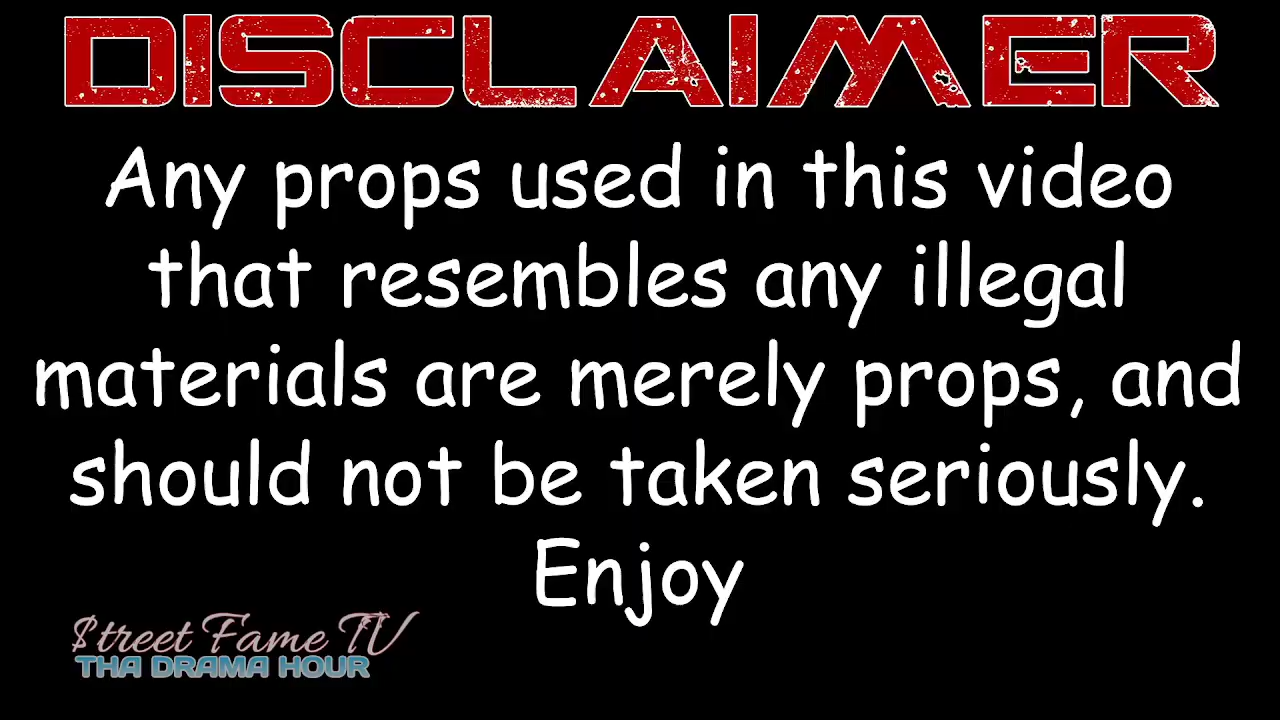 DISCLAIMER
Any props used in this video
that resembles any illegal
materials are merely props, and
should not be taken seriously.
Enjoy
$treet Fame TV
THA DRAMA HOUR